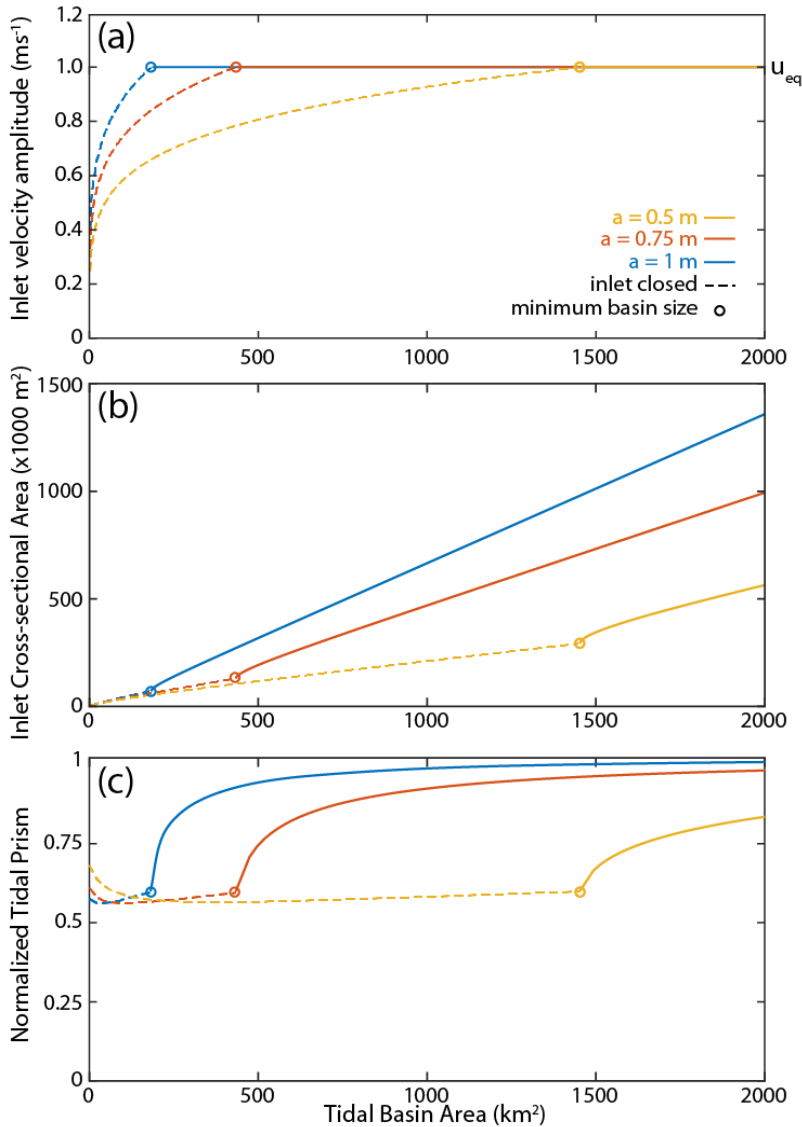 (a)
Inlet velocity amplitude (ms⁻¹)
1.2
1.0
0.8
0.6
0.4
0.2
0
u_eq
a = 0.5 m
a = 0.75 m
a = 1 m
inlet closed
minimum basin size
0 500 1000 1500 2000
(b)
Inlet Cross-sectional Area (x1000 m²)
1500
1000
500
0
0 500 1000 1500 2000
(c)
Normalized Tidal Prism
1
0.75
0.5
0.25
0
0 500 1000 1500 2000
Tidal Basin Area (km²)